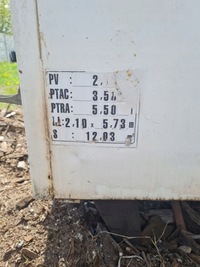 PV : 2.
PTAC: 3.5
PTRA: 5.50
2.10 x 5.73 m
S : 12.03 m